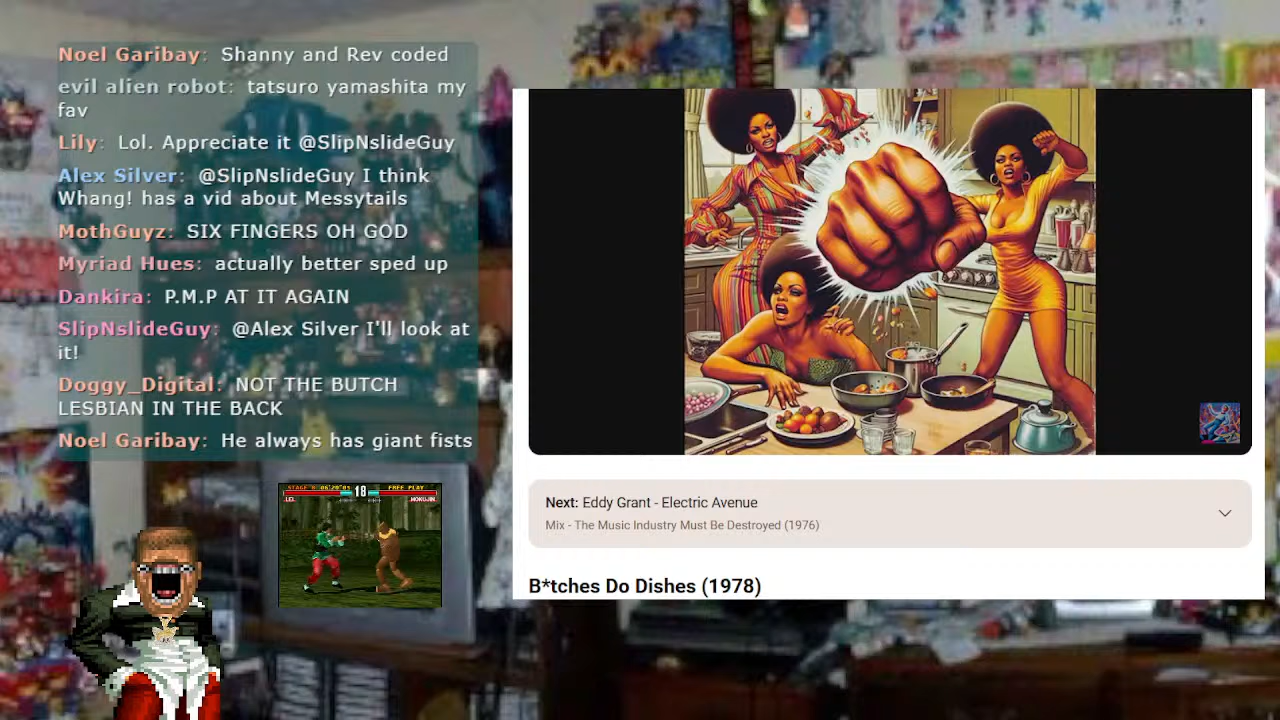 Noel Garibay: Shanny and Rev coded
evil alien robot: tatsuro yamashita my
fav
Lily: Lol. Appreciate it @SlipNslideGuy
Alex Silver: @SlipNslideGuy I think
Whang! has a vid about Messytails
MothGuyz: SIX FINGERS OH GOD
Myriad Hues: actually better sped up
Dankira: P.M.P AT IT AGAIN
SlipNslideGuy: @Alex Silver I'll look at
it!
Doggy_Digital: NOT THE BUTCH
LESBIAN IN THE BACK
Noel Garibay: He always has giant fists
FREE PLAY
18
LEI
MOKUJIN
Next: Eddy Grant - Electric Avenue
Mix - The Music Industry Must Be Destroyed (1976)
B*tches Do Dishes (1978)